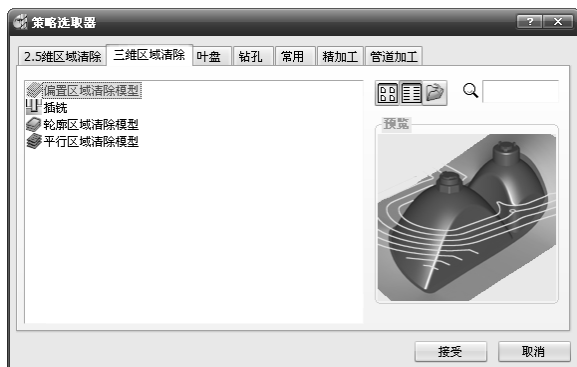 策略选取器
2.5维区域清除 三维区域清除 叶盘 钻孔 常用 精加工 管道加工
偏置区域清除模型
插铣
轮廓区域清除模型
平行区域清除模型
预览
接受 取消